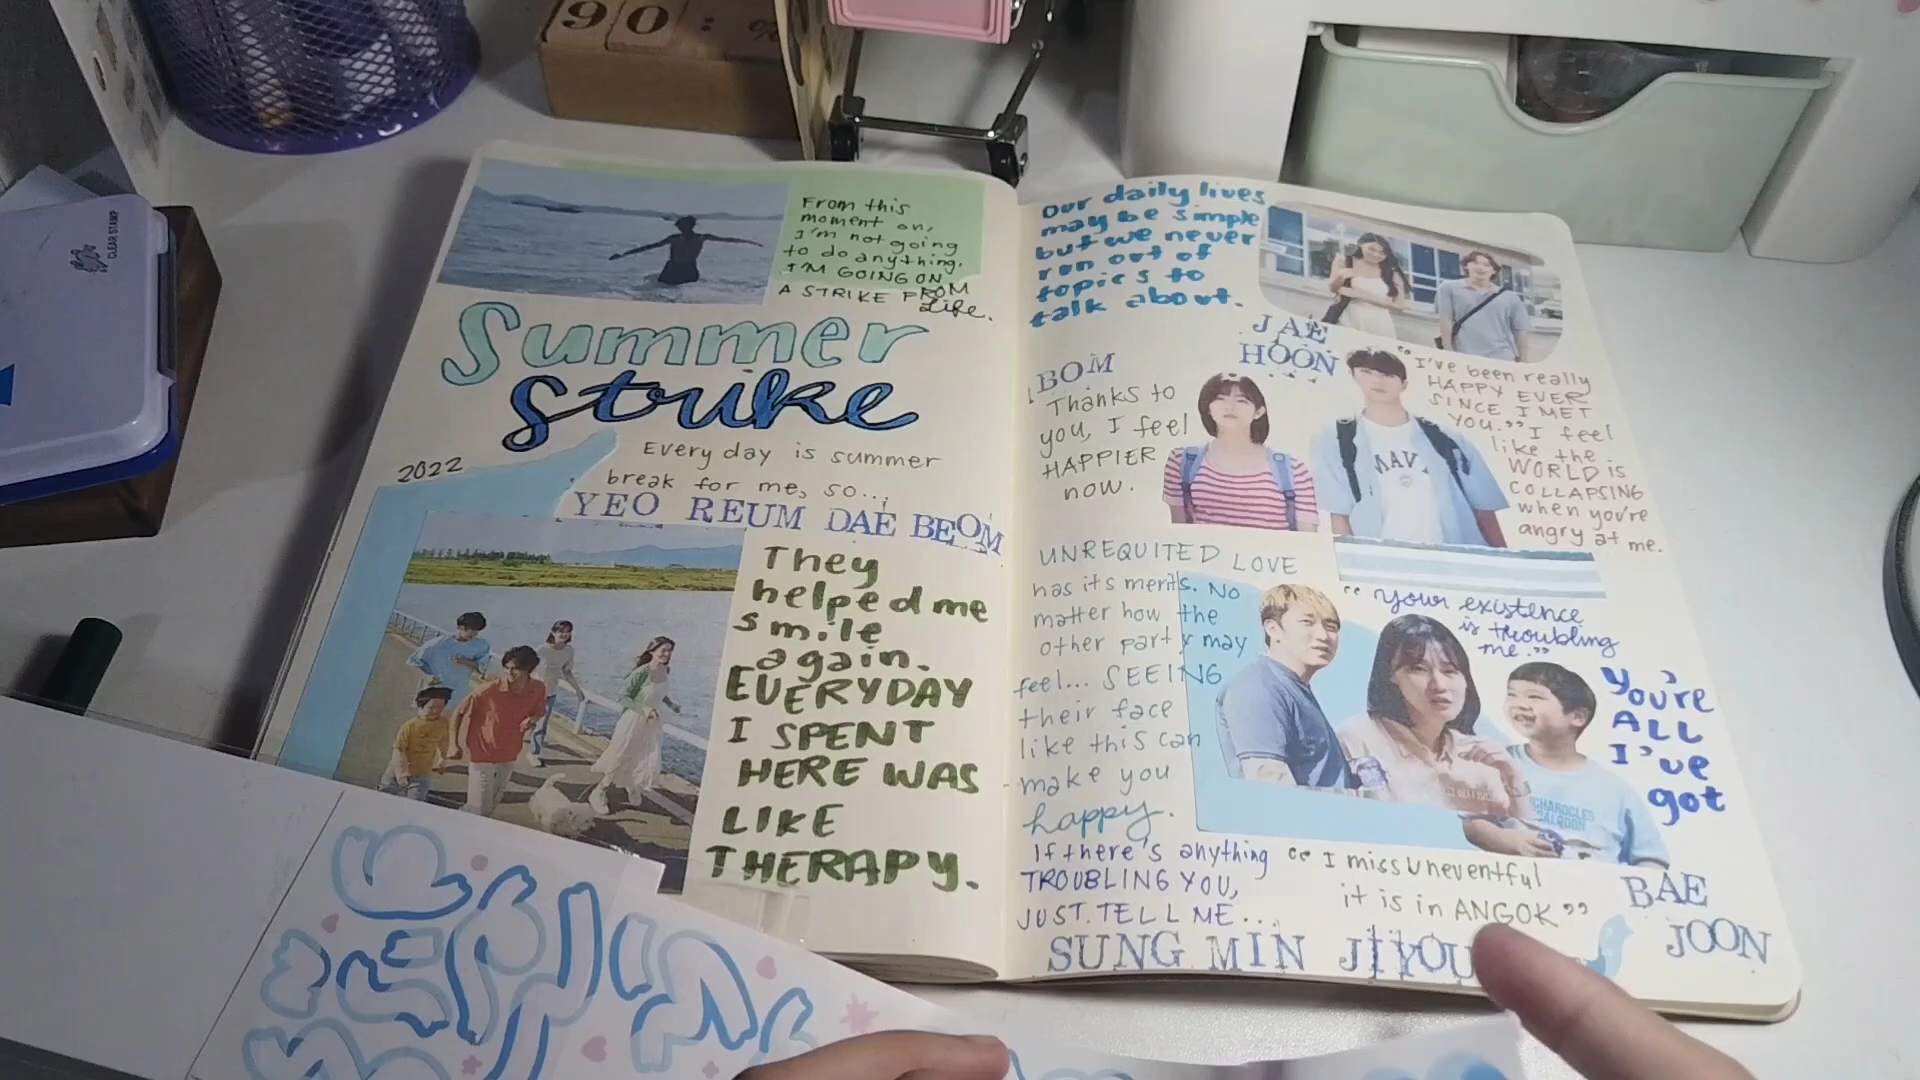 90:
CLEAR STAMP
From this
moment on,
I'm not going
to do anything.
I'M GOING ON
A STRIKE FROM
Life.
Summer
Strike
2022
Every day is summer
break for me, so...
YEO REUM DAE BEOM
They
helped me
smile
again.
EVERYDAY
I SPENT
HERE WAS
LIKE
THERAPY.
Our daily lives
may be simple
but we never
run out of
topics to
talk about.
JAE
HOON
...
BOM
Thanks to
you, I feel
HAPPIER
now.
"I've been really
HAPPY EVER
SINCE I MET
YOU." I feel
like the
WORLD IS
COLLAPSING
when you're
angry at me.
UNREQUITED LOVE
has its merits. No
matter how the
other party may
feel... SEEING
their face
like this can
make you
happy.
"Your existence
is troubling
me."
You're
ALL
I've
got
If there's anything
TROUBLING YOU,
JUST TELL ME...
"I miss uneventful
it is in ANGOK"
BAE
JOON
SUNG MIN JIYOU